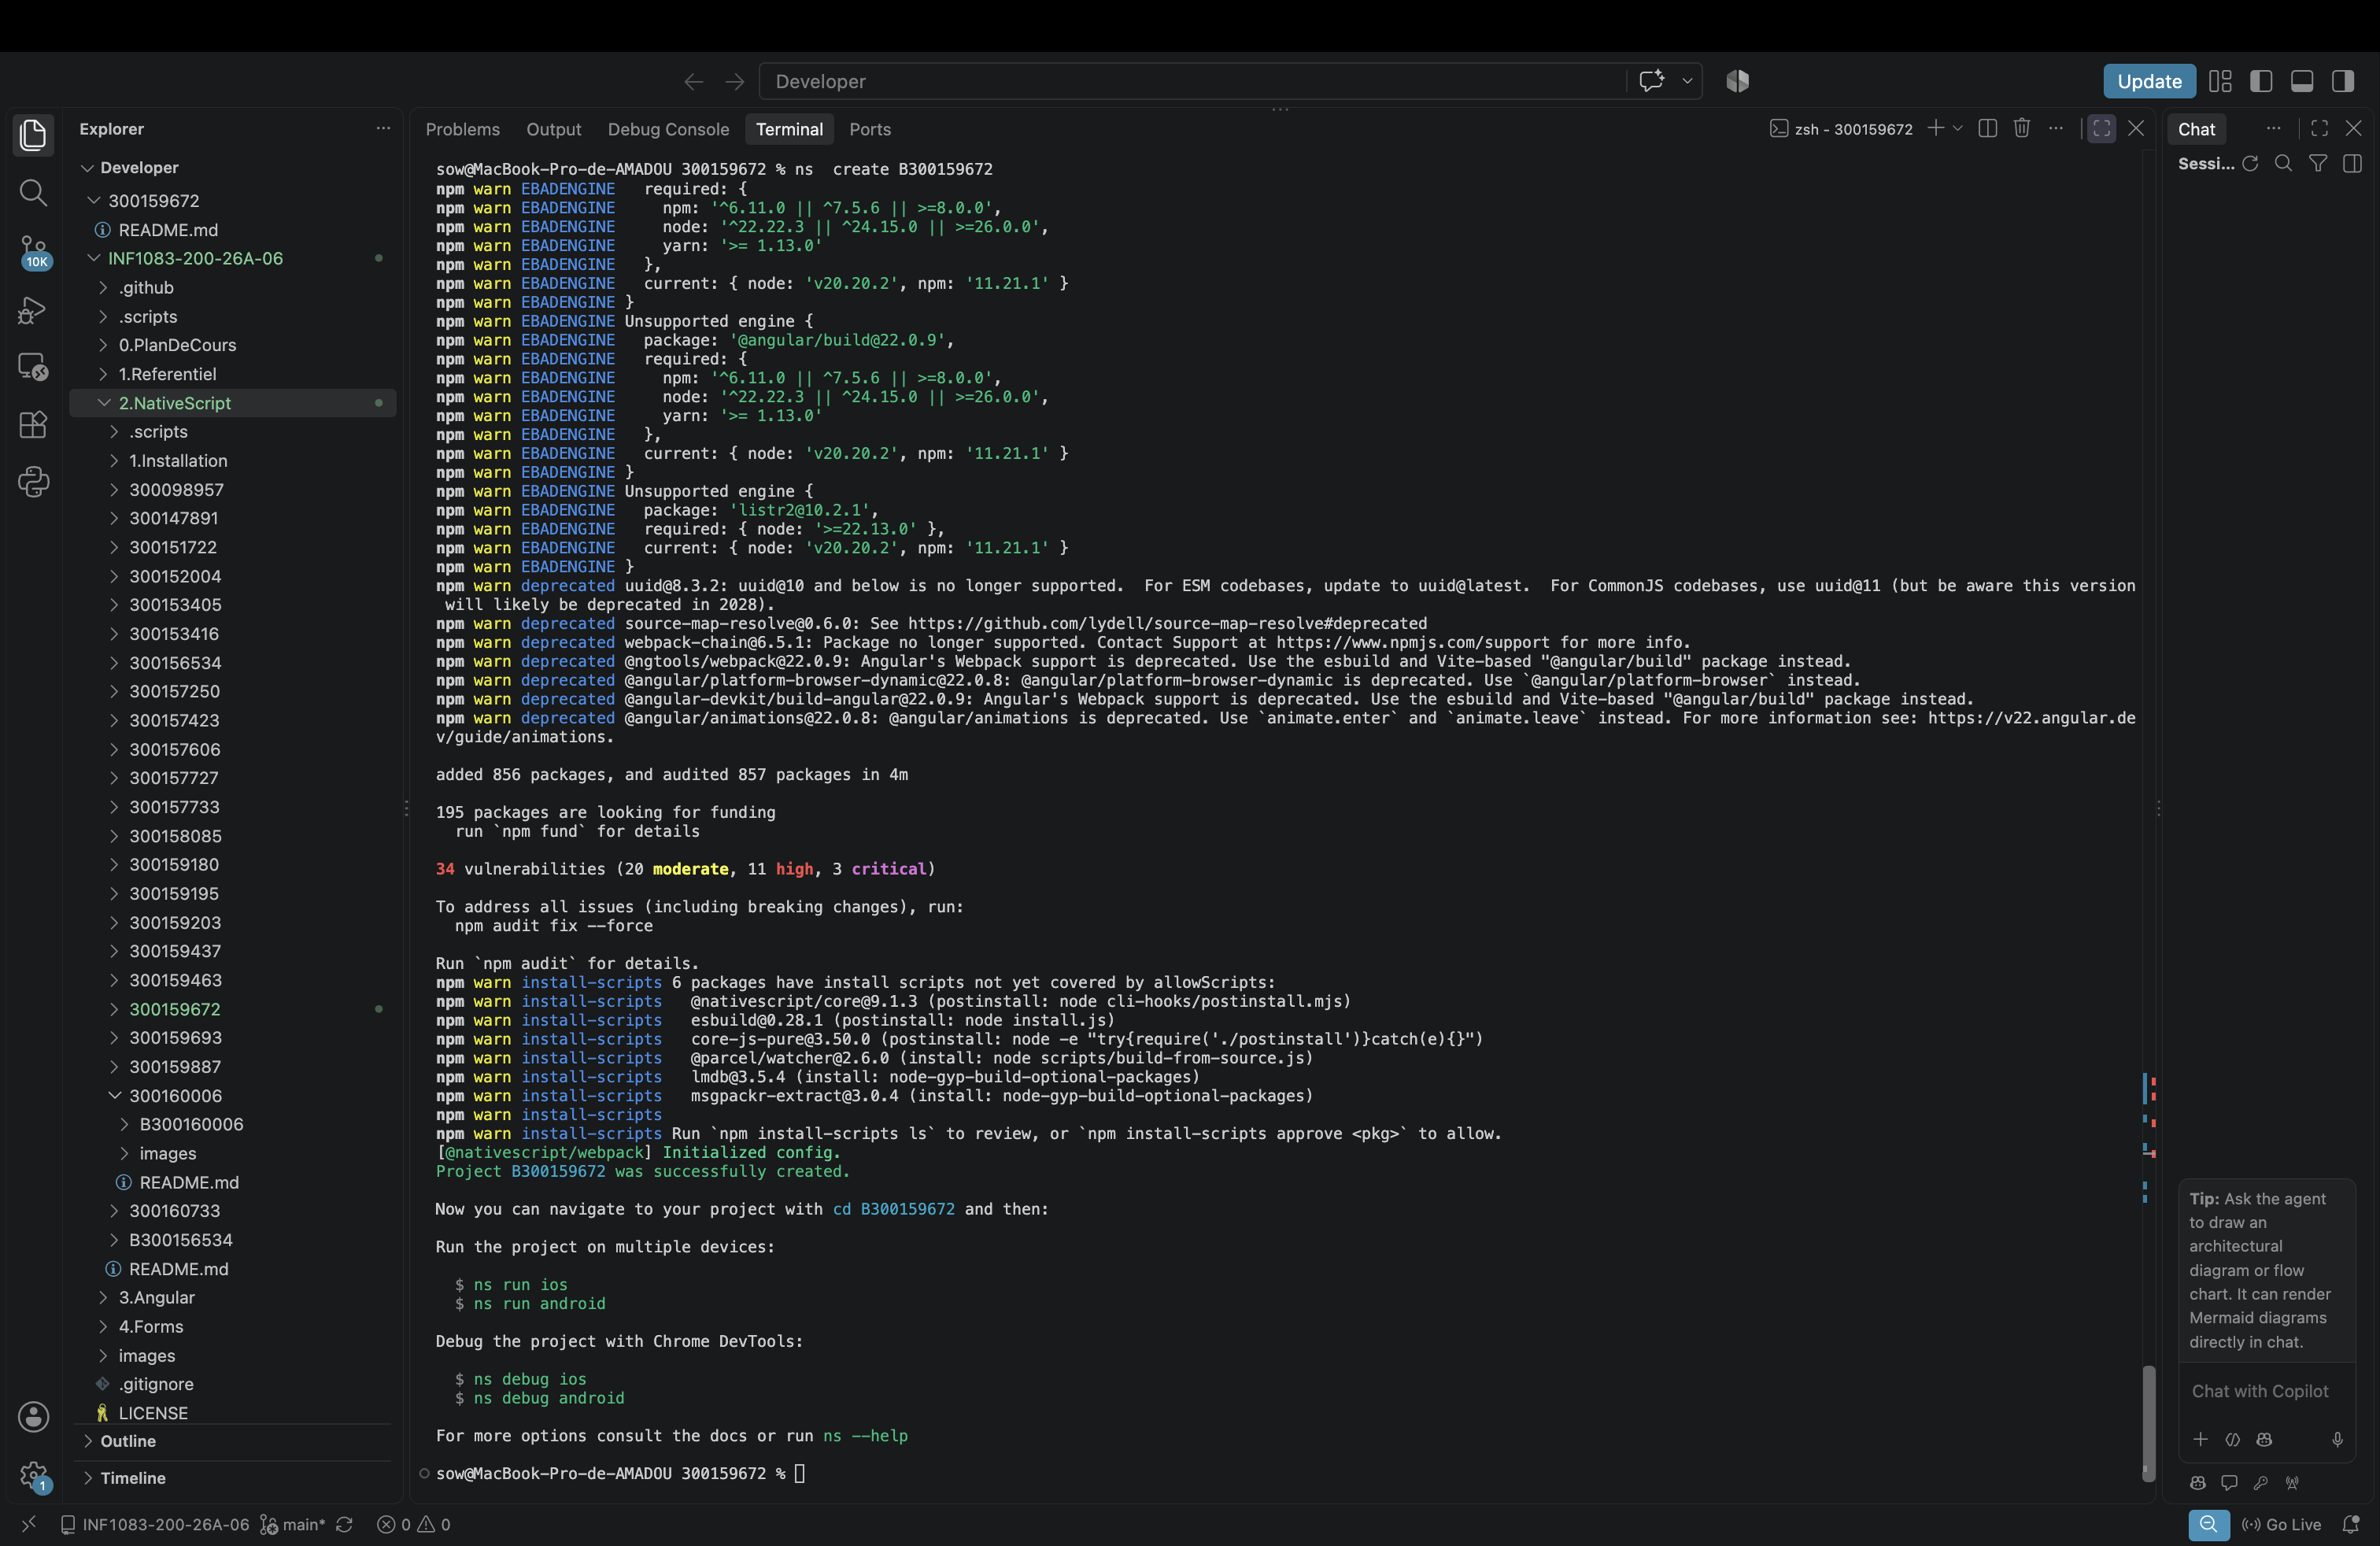 Developer
Update
Explorer
Developer
300159672
README.md
INF1083-200-26A-06
.github
.scripts
0.PlanDeCours
1.Referentiel
2.NativeScript
.scripts
1.Installation
300098957
300147891
300151722
300152004
300153405
300153416
300156534
300157250
300157423
300157606
300157727
300157733
300158085
300159180
300159195
300159203
300159437
300159463
300159672
300159693
300159887
300160006
B300160006
images
README.md
300160733
B300156534
README.md
3.Angular
4.Forms
images
.gitignore
LICENSE
Outline
Timeline
10K
1
Problems Output Debug Console Terminal Ports
zsh - 300159672
sow@MacBook-Pro-de-AMADOU 300159672 % ns  create B300159672
npm warn EBADENGINE   required: {
npm warn EBADENGINE     npm: '^6.11.0 || ^7.5.6 || >=8.0.0',
npm warn EBADENGINE     node: '^22.22.3 || ^24.15.0 || >=26.0.0',
npm warn EBADENGINE     yarn: '>= 1.13.0'
npm warn EBADENGINE   },
npm warn EBADENGINE   current: { node: 'v20.20.2', npm: '11.21.1' }
npm warn EBADENGINE }
npm warn EBADENGINE Unsupported engine {
npm warn EBADENGINE   package: '@angular/build@22.0.9',
npm warn EBADENGINE   required: {
npm warn EBADENGINE     npm: '^6.11.0 || ^7.5.6 || >=8.0.0',
npm warn EBADENGINE     node: '^22.22.3 || ^24.15.0 || >=26.0.0',
npm warn EBADENGINE     yarn: '>= 1.13.0'
npm warn EBADENGINE   },
npm warn EBADENGINE   current: { node: 'v20.20.2', npm: '11.21.1' }
npm warn EBADENGINE }
npm warn EBADENGINE Unsupported engine {
npm warn EBADENGINE   package: 'listr2@10.2.1',
npm warn EBADENGINE   required: { node: '>=22.13.0' },
npm warn EBADENGINE   current: { node: 'v20.20.2', npm: '11.21.1' }
npm warn EBADENGINE }
npm warn deprecated uuid@8.3.2: uuid@10 and below is no longer supported.  For ESM codebases, update to uuid@latest.  For CommonJS codebases, use uuid@11 (but be aware this version
will likely be deprecated in 2028).
npm warn deprecated source-map-resolve@0.6.0: See https://github.com/lydell/source-map-resolve#deprecated
npm warn deprecated webpack-chain@6.5.1: Package no longer supported. Contact Support at https://www.npmjs.com/support for more info.
npm warn deprecated @ngtools/webpack@22.0.9: Angular's Webpack support is deprecated. Use the esbuild and Vite-based "@angular/build" package instead.
npm warn deprecated @angular/platform-browser-dynamic@22.0.8: @angular/platform-browser-dynamic is deprecated. Use `@angular/platform-browser` instead.
npm warn deprecated @angular-devkit/build-angular@22.0.9: Angular's Webpack support is deprecated. Use the esbuild and Vite-based "@angular/build" package instead.
npm warn deprecated @angular/animations@22.0.8: @angular/animations is deprecated. Use `animate.enter` and `animate.leave` instead. For more information see: https://v22.angular.de
v/guide/animations.
added 856 packages, and audited 857 packages in 4m
195 packages are looking for funding
run `npm fund` for details
34 vulnerabilities (20 moderate, 11 high, 3 critical)
To address all issues (including breaking changes), run:
npm audit fix --force
Run `npm audit` for details.
npm warn install-scripts 6 packages have install scripts not yet covered by allowScripts:
npm warn install-scripts   @nativescript/core@9.1.3 (postinstall: node cli-hooks/postinstall.mjs)
npm warn install-scripts   esbuild@0.28.1 (postinstall: node install.js)
npm warn install-scripts   core-js-pure@3.50.0 (postinstall: node -e "try{require('./postinstall')}catch(e){}")
npm warn install-scripts   @parcel/watcher@2.6.0 (install: node scripts/build-from-source.js)
npm warn install-scripts   lmdb@3.5.4 (install: node-gyp-build-optional-packages)
npm warn install-scripts   msgpackr-extract@3.0.4 (install: node-gyp-build-optional-packages)
npm warn install-scripts
npm warn install-scripts Run `npm install-scripts ls` to review, or `npm install-scripts approve <pkg>` to allow.
[@nativescript/webpack] Initialized config.
Project B300159672 was successfully created.
Now you can navigate to your project with cd B300159672 and then:
Run the project on multiple devices:
$ ns run ios
$ ns run android
Debug the project with Chrome DevTools:
$ ns debug ios
$ ns debug android
For more options consult the docs or run ns --help
sow@MacBook-Pro-de-AMADOU 300159672 %
Chat
Sessi...
Tip: Ask the agent
to draw an
architectural
diagram or flow
chart. It can render
Mermaid diagrams
directly in chat.
Chat with Copilot
INF1083-200-26A-06 main* 0 0
Go Live